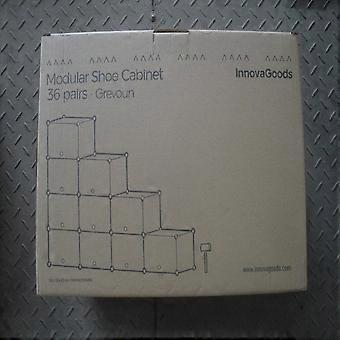 Modular Shoe Cabinet
36 pairs · Grevoun
InnovaGoods
www.innovagoods.com